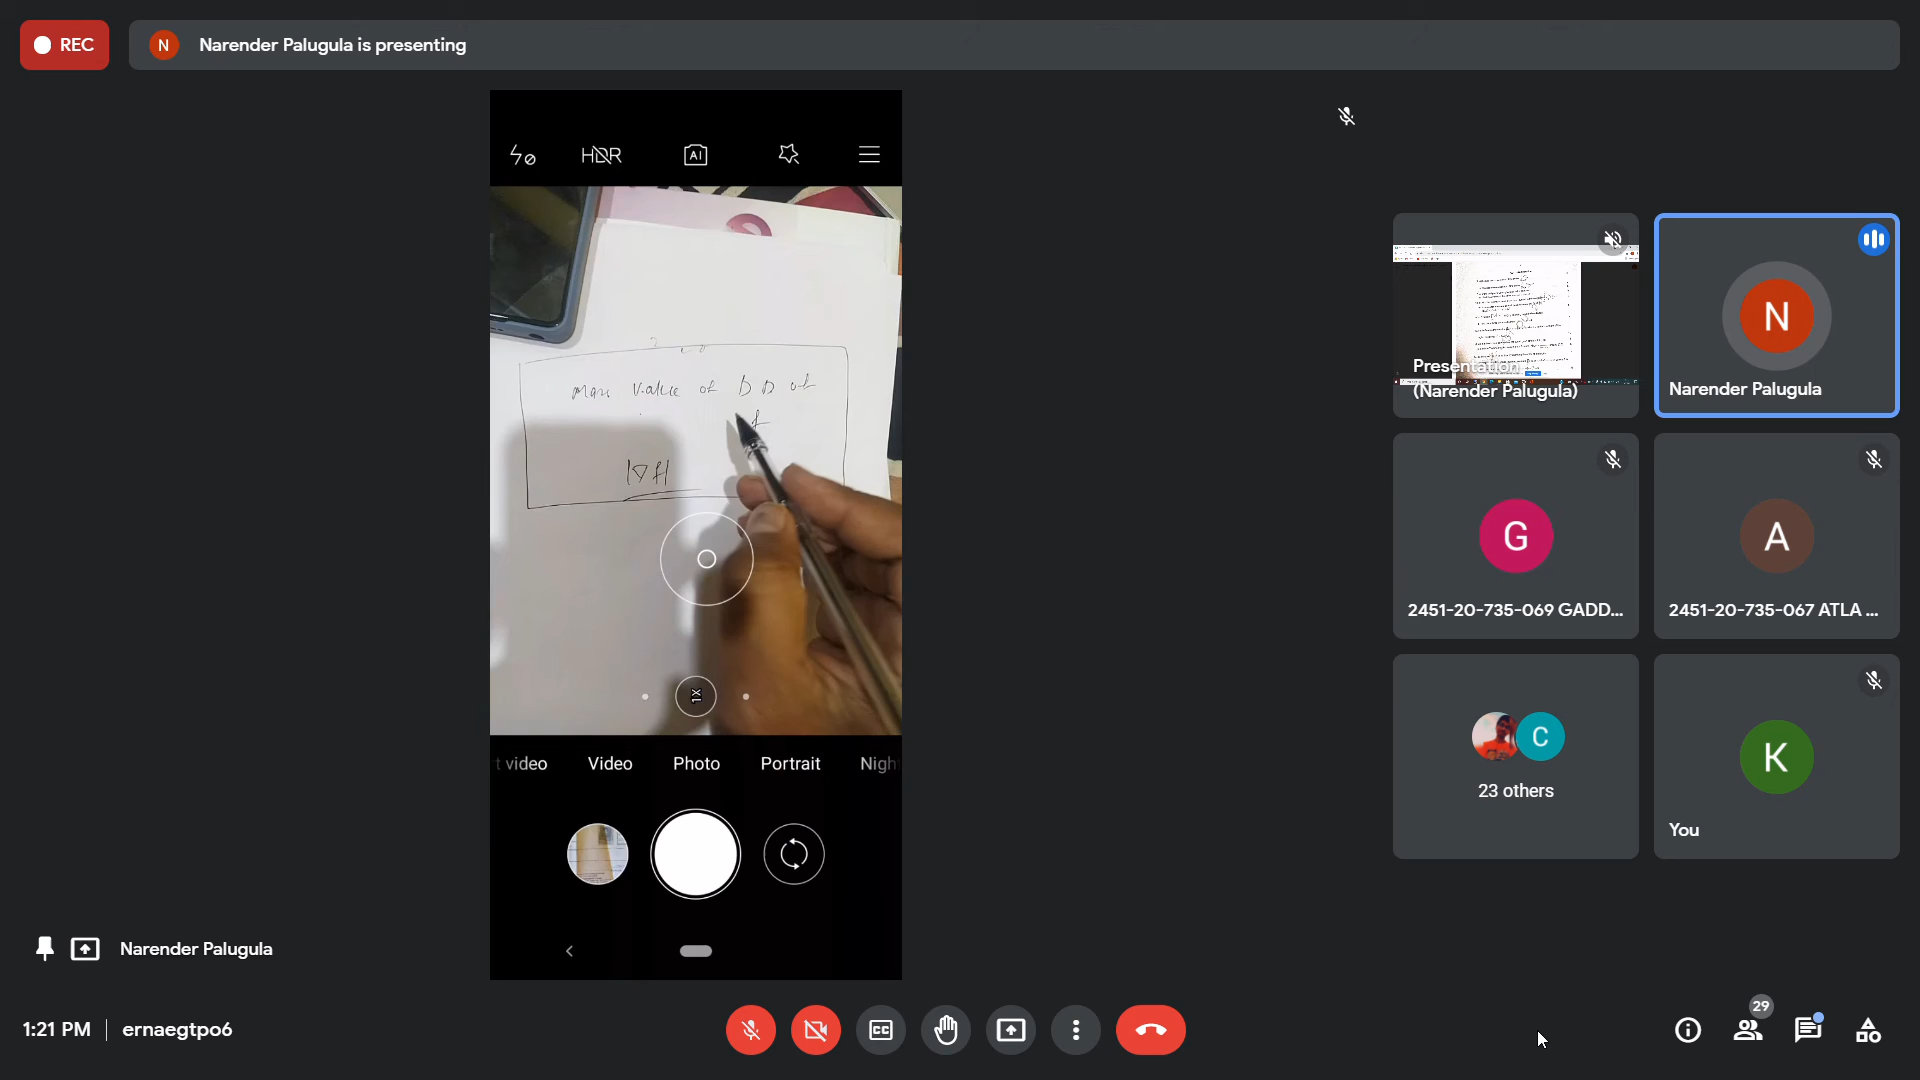 REC
N
Narender Palugula is presenting
HDR
AI
max value of DD of
f
|∇f|
1X
t video
Video
Photo
Portrait
Nigh
Presentation
(Narender Palugula)
N
Narender Palugula
G
2451-20-735-069 GADD...
A
2451-20-735-067 ATLA ...
C
23 others
K
You
Narender Palugula
1:21 PM
ernaegtpo6
CC
29